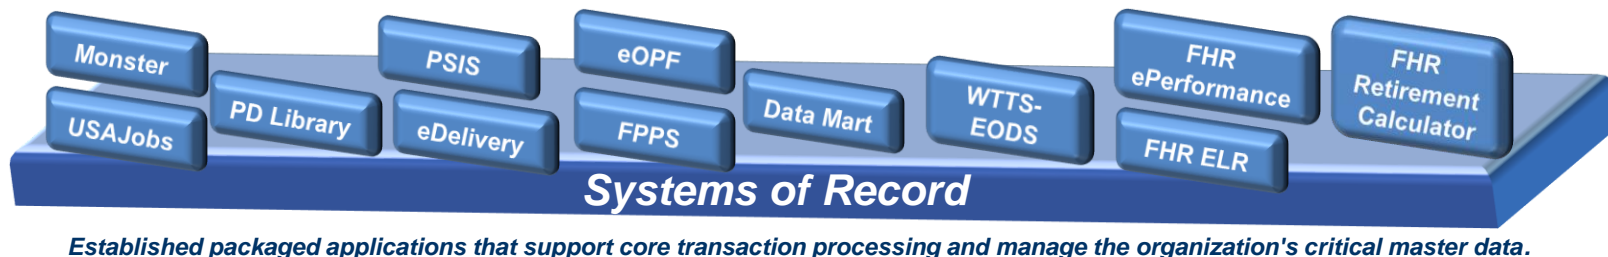 Monster
USAJobs
PD Library
PSIS
eDelivery
eOPF
FPPS
Data Mart
WTTS-
EODS
FHR
ePerformance
FHR ELR
FHR
Retirement
Calculator
Systems of Record
Established packaged applications that support core transaction processing and manage the organization's critical master data.